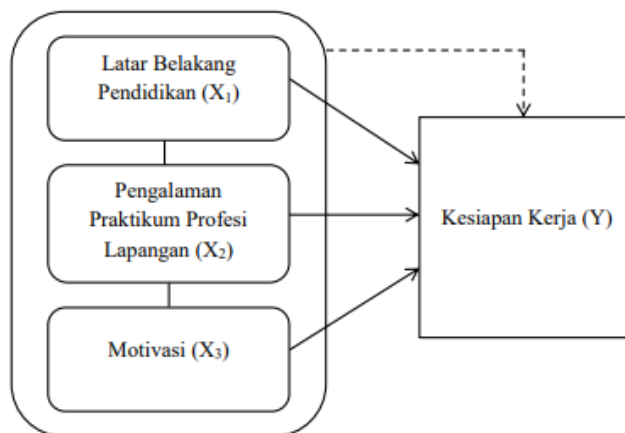 Latar Belakang
Pendidikan (X₁)
Pengalaman
Praktikum Profesi
Lapangan (X₂)
Motivasi (X₃)
Kesiapan Kerja (Y)